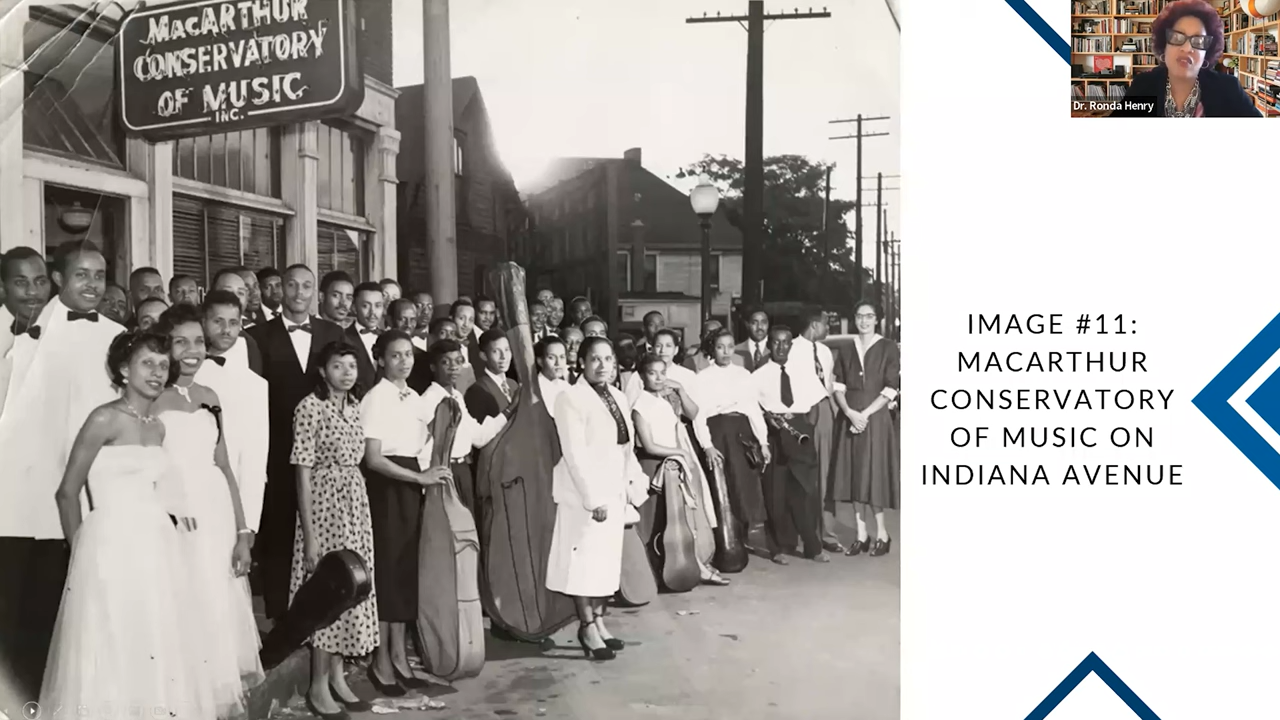 MACARTHUR
CONSERVATORY
OF MUSIC
INC.
Dr. Ronda Henry
IMAGE #11:
MACARTHUR
CONSERVATORY
OF MUSIC ON
INDIANA AVENUE